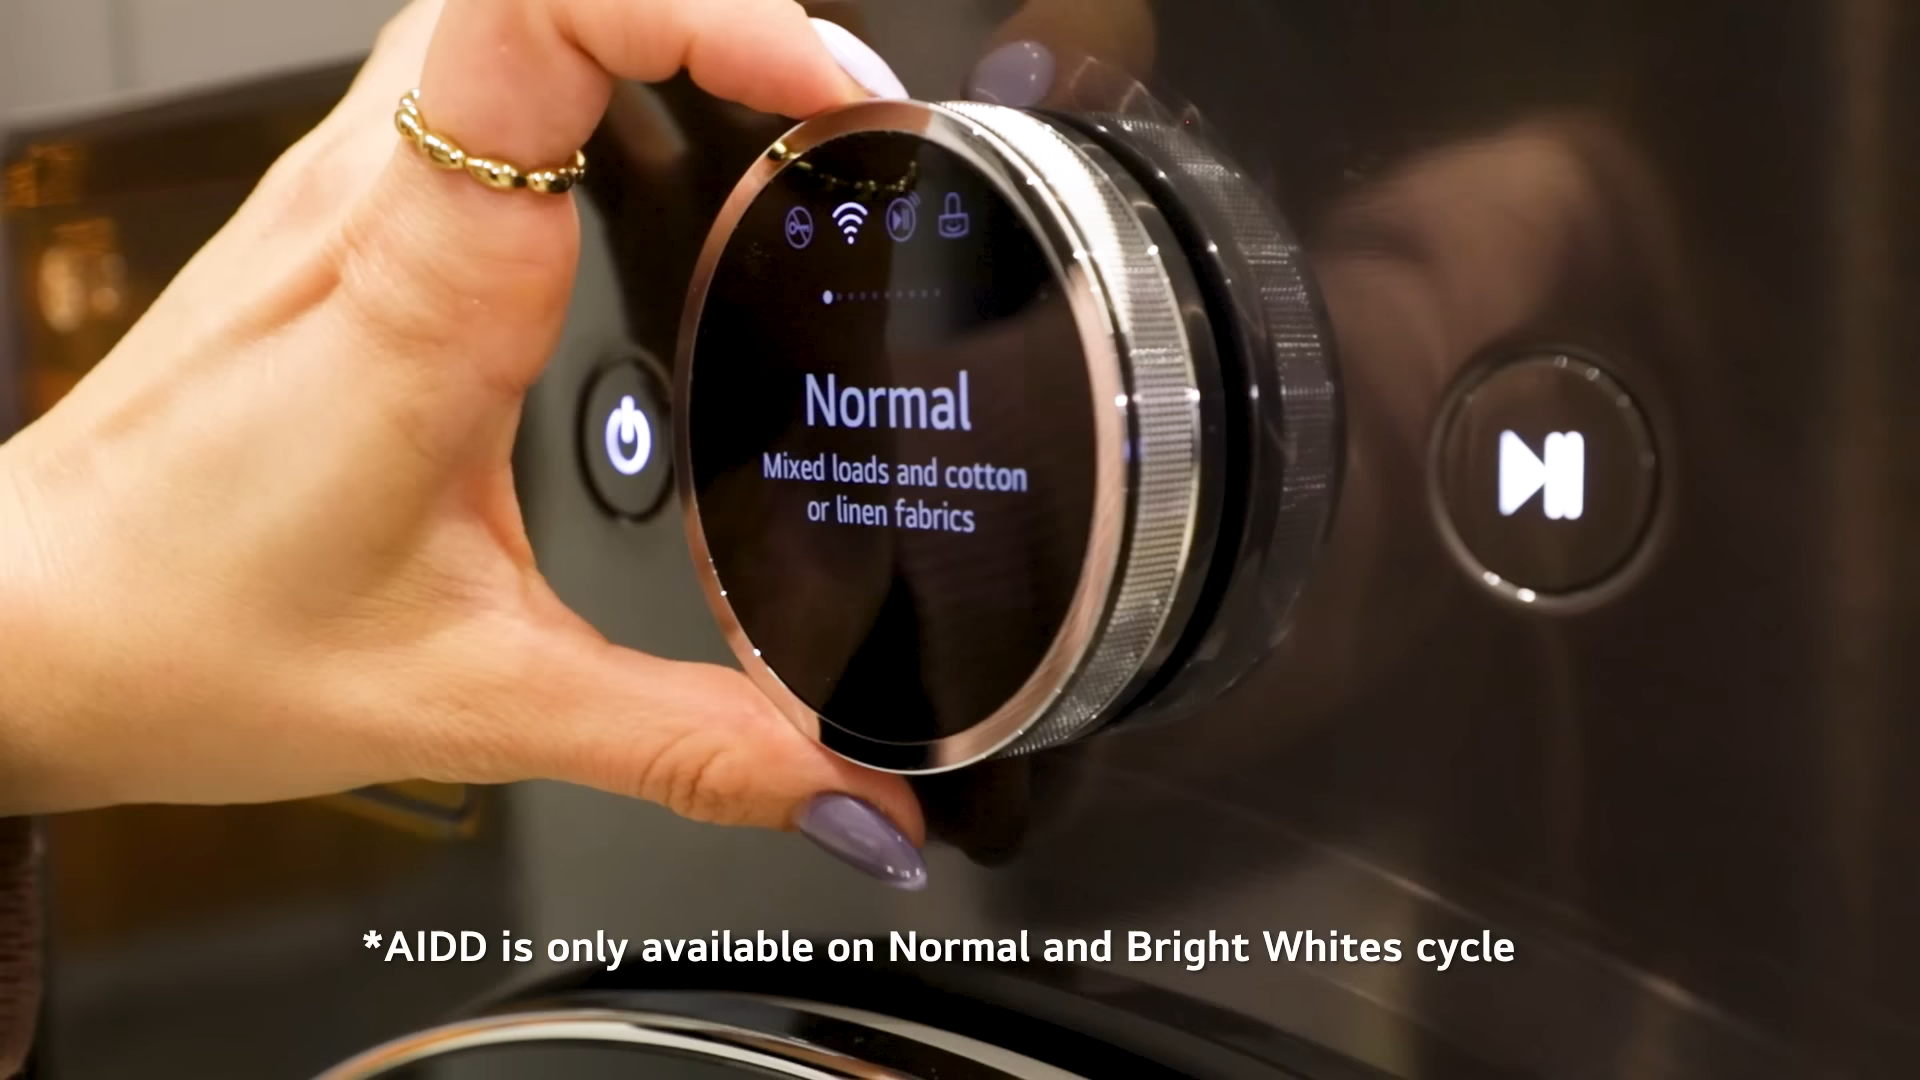 Normal
Mixed loads and cotton
or linen fabrics
*AIDD is only available on Normal and Bright Whites cycle